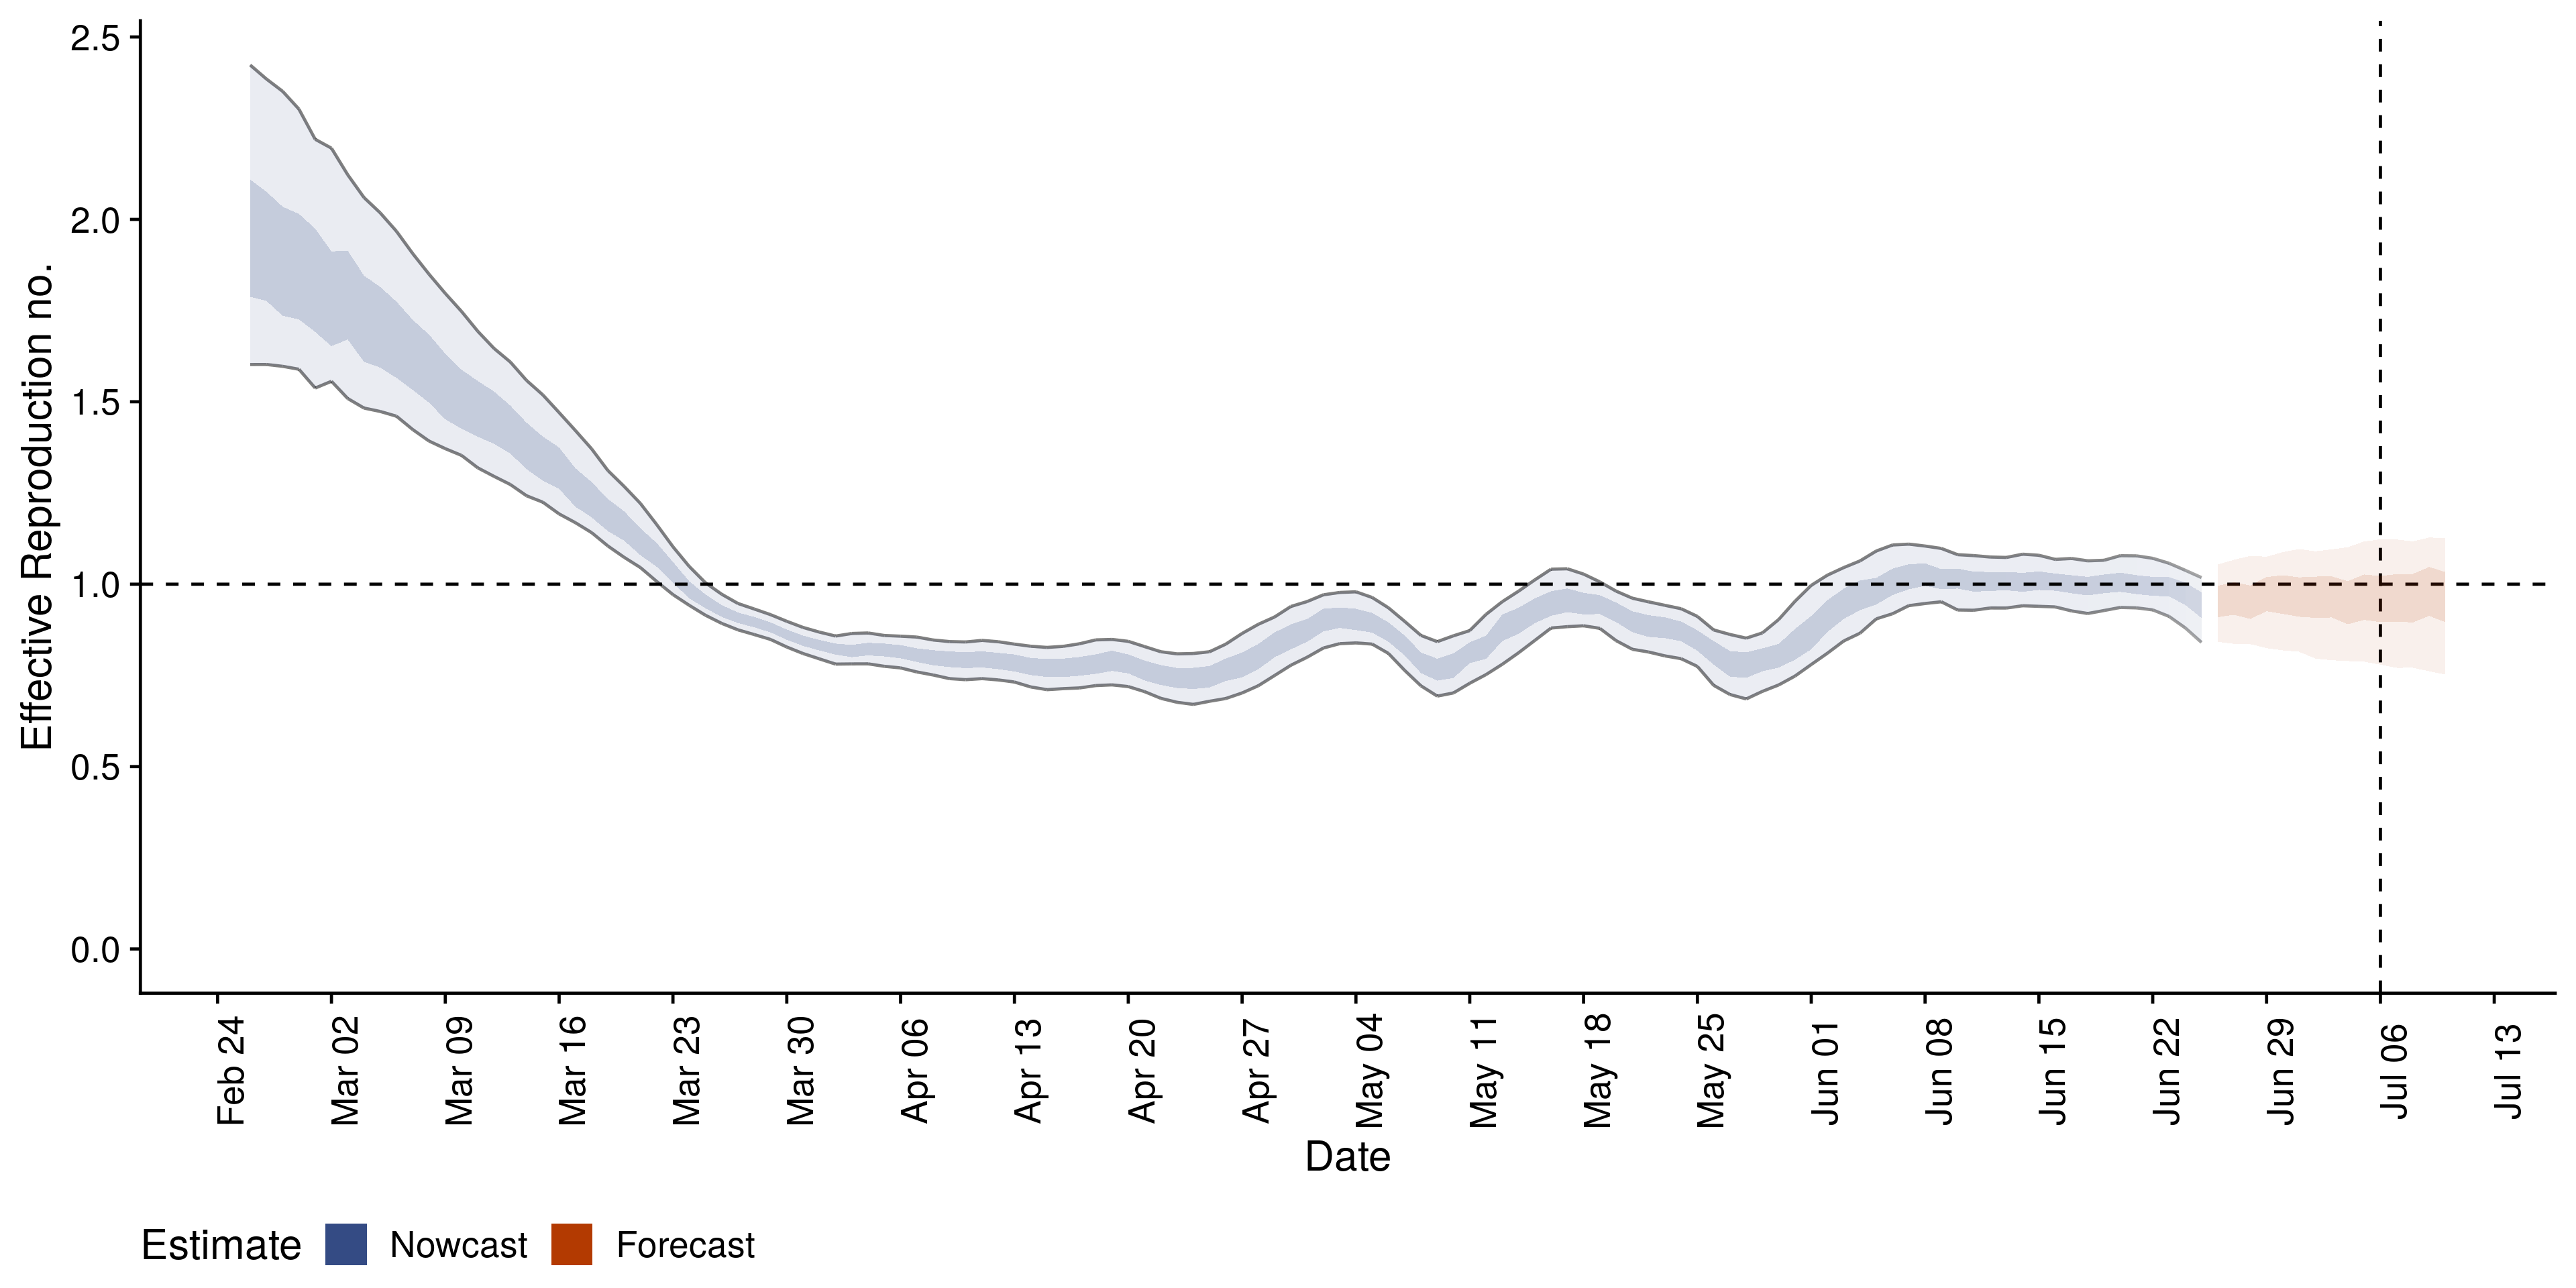 Effective Reproduction no.
2.5
2.0
1.5
1.0
0.5
0.0
Feb 24
Mar 02
Mar 09
Mar 16
Mar 23
Mar 30
Apr 06
Apr 13
Apr 20
Apr 27
May 04
May 11
May 18
May 25
Jun 01
Jun 08
Jun 15
Jun 22
Jun 29
Jul 06
Jul 13
Date
Estimate Nowcast Forecast